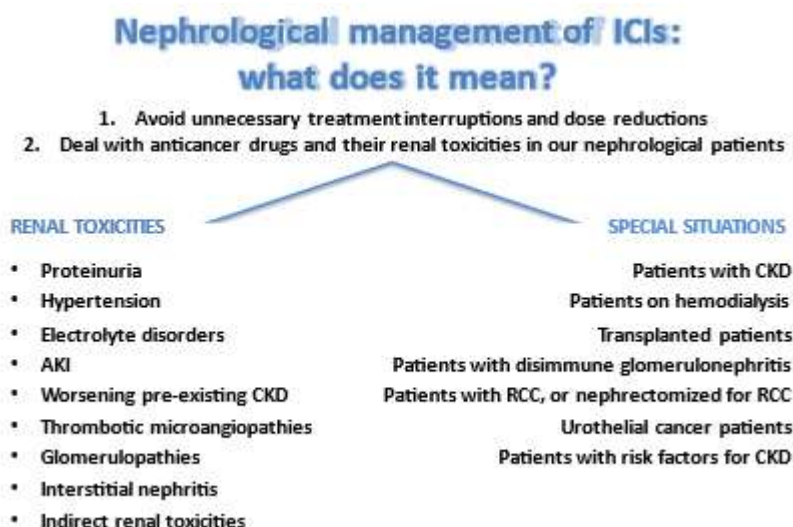 Nephrological management of ICIs:
what does it mean?
1. Avoid unnecessary treatment interruptions and dose reductions
2. Deal with anticancer drugs and their renal toxicities in our nephrological patients
RENAL TOXICITIES
• Proteinuria
• Hypertension
• Electrolyte disorders
• AKI
• Worsening pre-existing CKD
• Thrombotic microangiopathies
• Glomerulopathies
• Interstitial nephritis
• Indirect renal toxicities
SPECIAL SITUATIONS
Patients with CKD
Patients on hemodialysis
Transplanted patients
Patients with disimmune glomerulonephritis
Patients with RCC, or nephrectomized for RCC
Urothelial cancer patients
Patients with risk factors for CKD